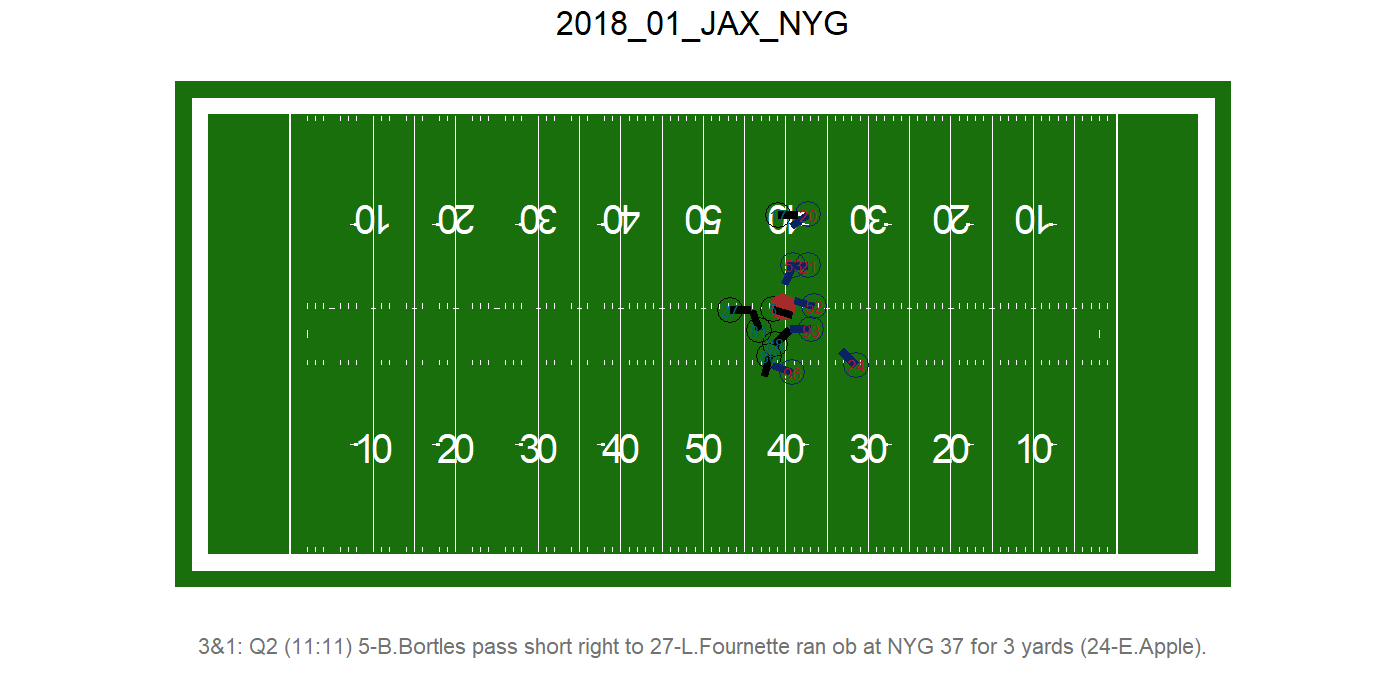 2018_01_JAX_NYG
10 20 30 40 50 40 30 20 10
24
10 20 30 40 50 40 30 20 10
3&1: Q2 (11:11) 5-B.Bortles pass short right to 27-L.Fournette ran ob at NYG 37 for 3 yards (24-E.Apple).